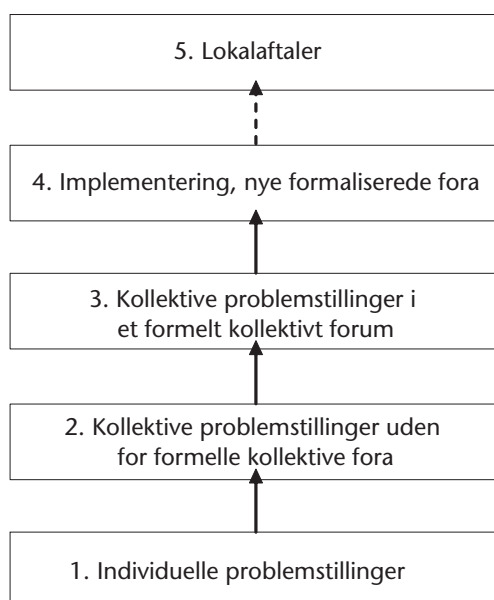 5. Lokalaftaler
4. Implementering, nye formaliserede fora
3. Kollektive problemstillinger i
et formelt kollektivt forum
2. Kollektive problemstillinger uden
for formelle kollektive fora
1. Individuelle problemstillinger